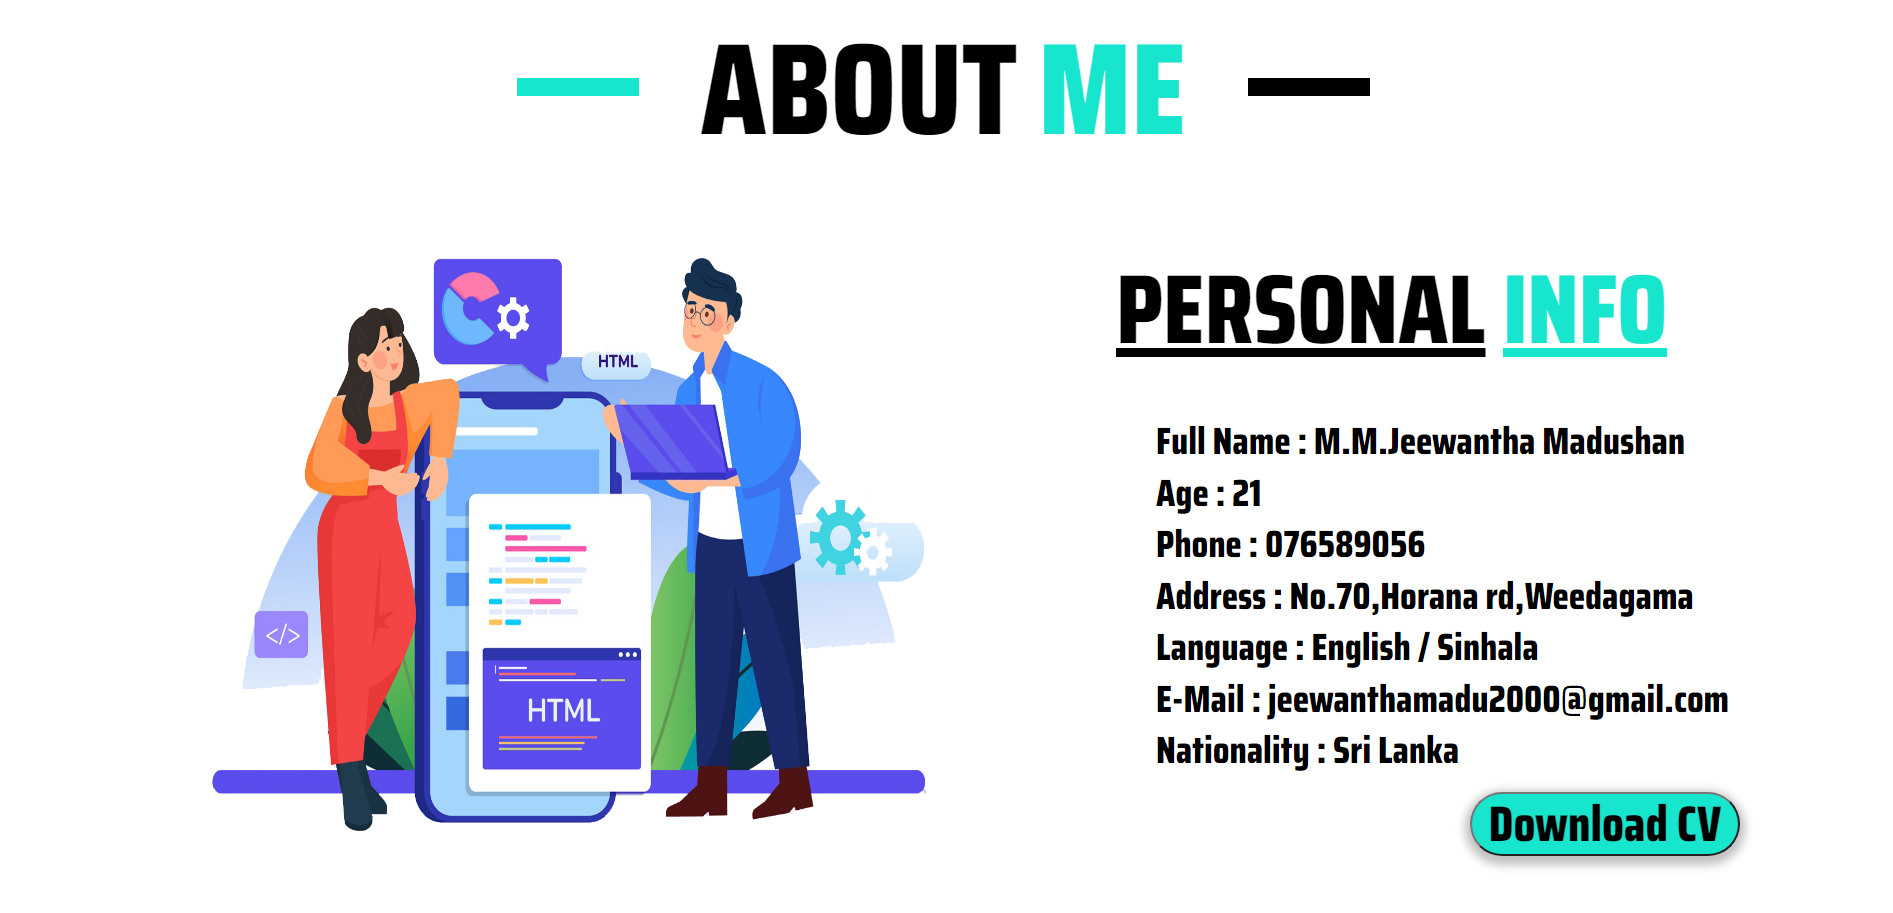 ABOUT ME
HTML
</>
HTML
PERSONAL INFO
Full Name : M.M.Jeewantha Madushan
Age : 21
Phone : 076589056
Address : No.70,Horana rd,Weedagama
Language : English / Sinhala
E-Mail : jeewanthamadu2000@gmail.com
Nationality : Sri Lanka
Download CV